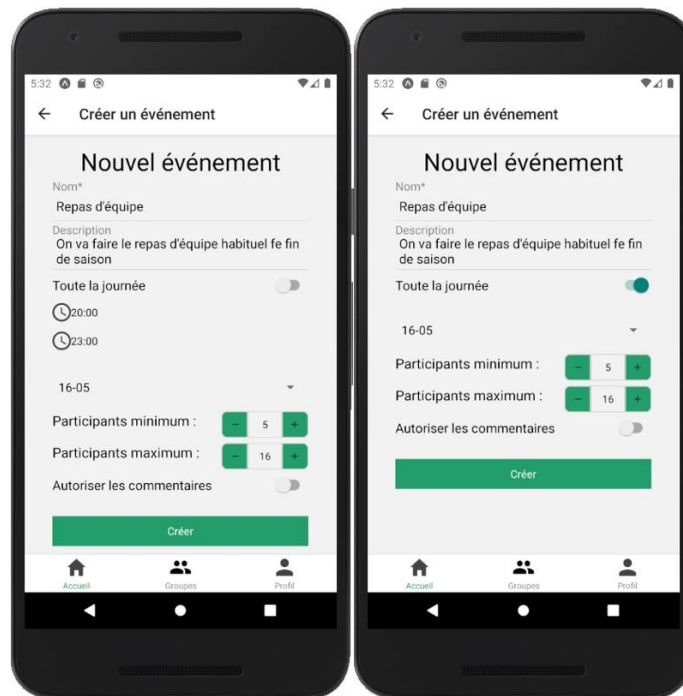 5:32
Créer un événement
Nouvel événement
Nom*
Repas d'équipe
Description
On va faire le repas d'équipe habituel fe fin
de saison
Toute la journée
20:00
23:00
16-05
Participants minimum :
- 5 +
Participants maximum :
- 16 +
Autoriser les commentaires
Créer
Accueil Groupes Profil
5:32
Créer un événement
Nouvel événement
Nom*
Repas d'équipe
Description
On va faire le repas d'équipe habituel fe fin
de saison
Toute la journée
16-05
Participants minimum :
- 5 +
Participants maximum :
- 16 +
Autoriser les commentaires
Créer
Accueil Groupes Profil